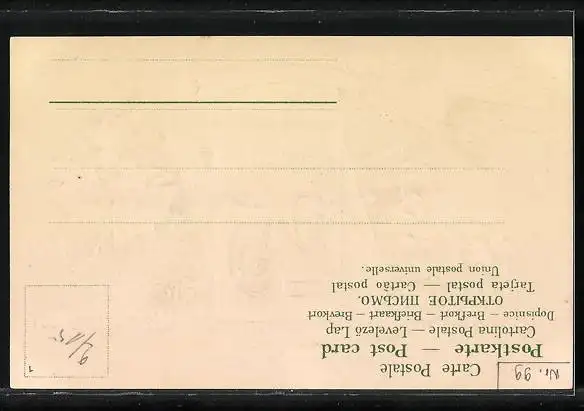 Nr. 99
Carte Postale
Postkarte — Post card
Cartolina Postale — Levelező Lap
Dopisnice — Brefkort — Briefkaart — Brevkort
ОТКРЫТОЕ ПИСЬМО.
Tarjeta postal — Cartão postal
Union postale universelle.